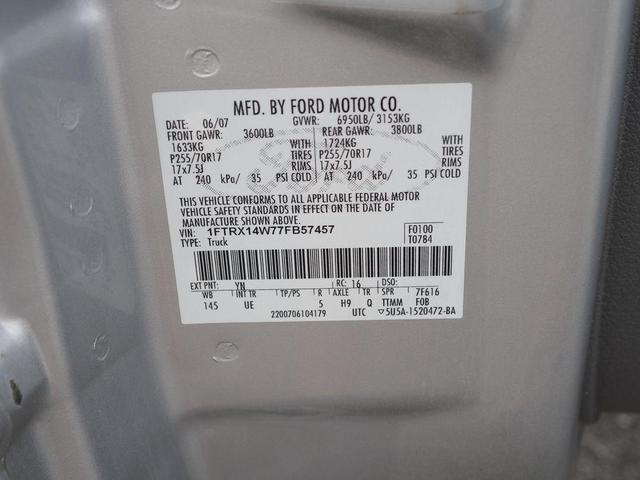 MFD. BY FORD MOTOR CO.
DATE: 06/07 GVWR: 6950LB/ 3153KG
FRONT GAWR: 3600LB REAR GAWR: 3800LB
1633KG WITH 1724KG WITH
P255/70R17 TIRES P255/70R17 TIRES
17x7.5J RIMS 17x7.5J RIMS
AT 240 kPa/ 35 PSI COLD AT 240 kPa/ 35 PSI COLD
THIS VEHICLE CONFORMS TO ALL APPLICABLE FEDERAL MOTOR
VEHICLE SAFETY STANDARDS IN EFFECT ON THE DATE OF
MANUFACTURE SHOWN ABOVE.
VIN: 1FTRX14W77FB57457 F0100
TYPE: Truck T0784
EXT PNT: YN RC: 16 DSO:
WB INT TR TP/PS R AXLE TR SPR 7F616
145 UE 5 H9 Q TTMM FOB
2200706104179 UTC ▽5U5A-1520472-BA
Ford